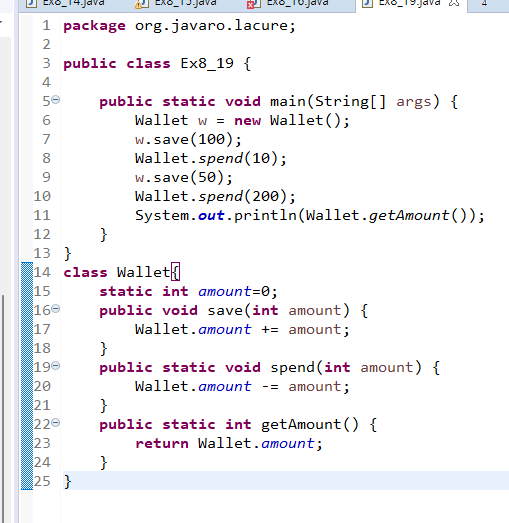 Ex8_14.java Ex8_15.java Ex8_16.java Ex8_19.java
1 package org.javaro.lacure;
2
3 public class Ex8_19 {
4
5 public static void main(String[] args) {
6 Wallet w = new Wallet();
7 w.save(100);
8 Wallet.spend(10);
9 w.save(50);
10 Wallet.spend(200);
11 System.out.println(Wallet.getAmount());
12 }
13 }
14 class Wallet{
15 static int amount=0;
16 public void save(int amount) {
17 Wallet.amount += amount;
18 }
19 public static void spend(int amount) {
20 Wallet.amount -= amount;
21 }
22 public static int getAmount() {
23 return Wallet.amount;
24 }
25 }